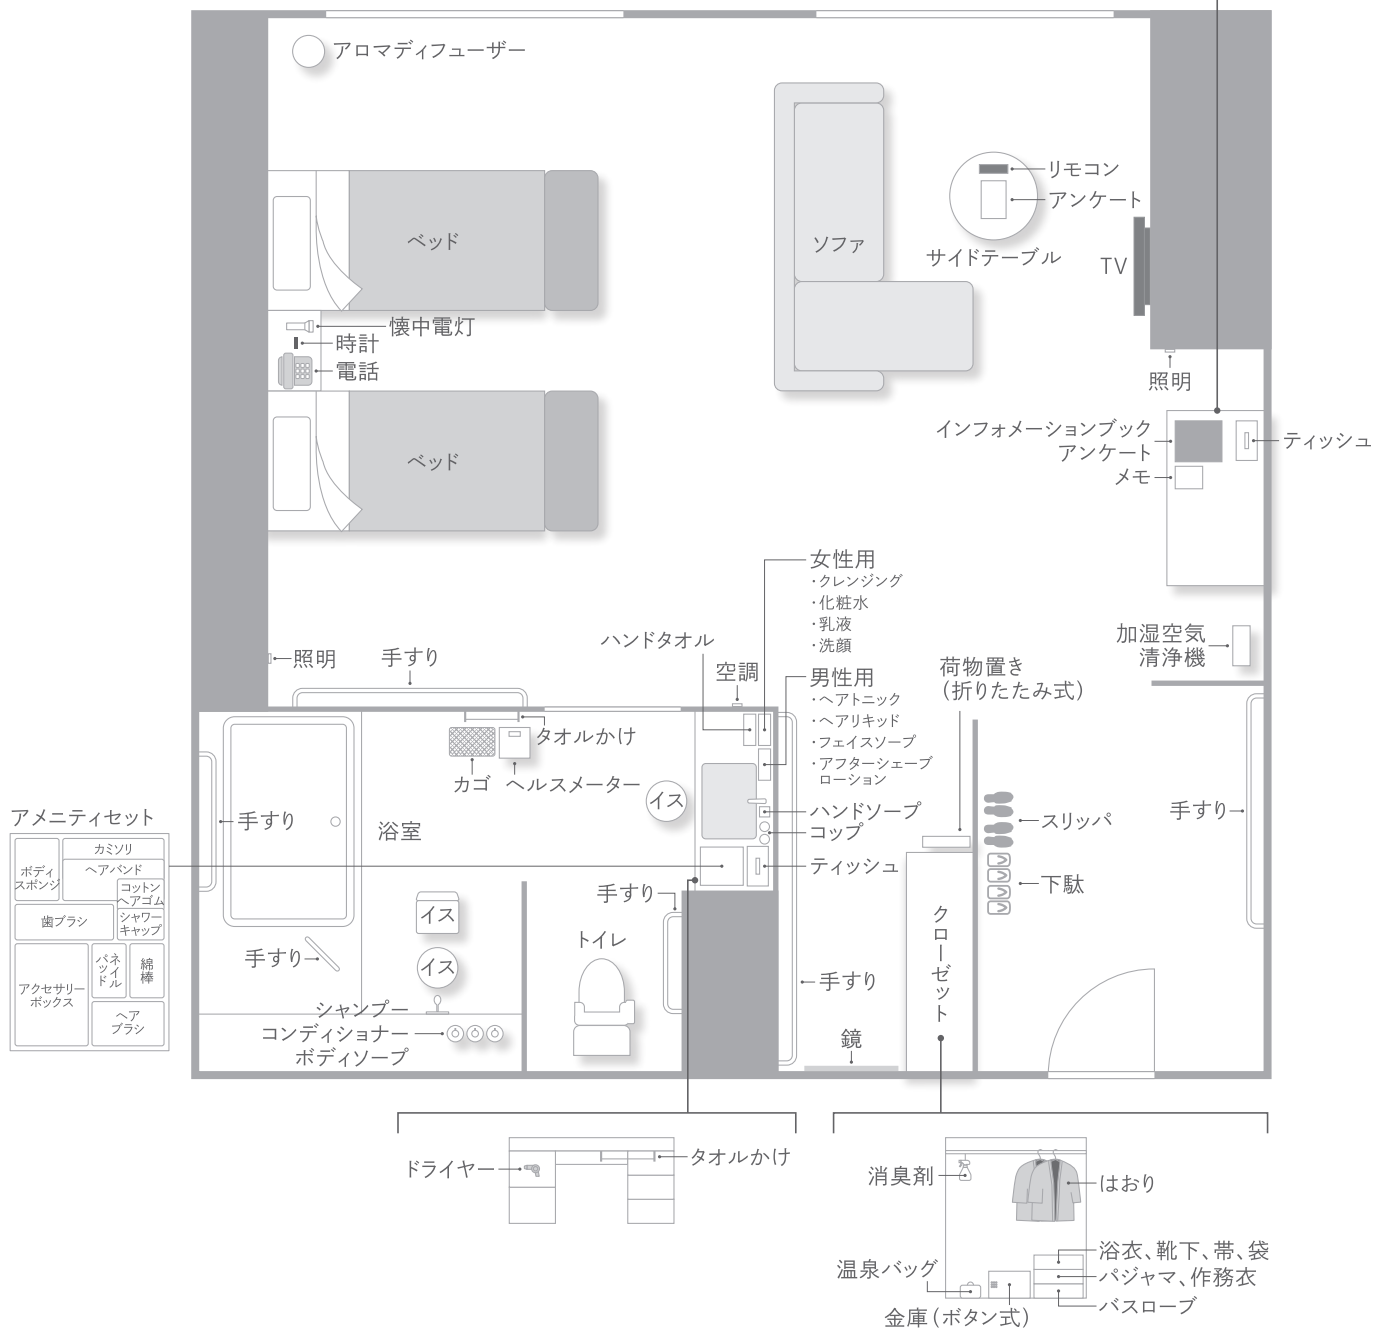 アロマディフューザー
リモコン
アンケート
サイドテーブル
TV
ソファ
ベッド
懐中電灯
時計
電話
ベッド
照明
インフォメーションブック
アンケート
メモ
ティッシュ
加湿空気
清浄機
女性用
・クレンジング
・化粧水
・乳液
・洗顔
ハンドタオル
空調
男性用
・ヘアトニック
・ヘアリキッド
・フェイスソープ
・アフターシェーブ
ローション
ハンドソープ
コップ
ティッシュ
照明
手すり
タオルかけ
カゴ
ヘルスメーター
イス
手すり
浴室
荷物置き
(折りたたみ式)
スリッパ
下駄
手すり
クローゼット
手すり
鏡
アメニティセット
カミソリ
ボディ
スポンジ
ヘアバンド
コットン
ヘアゴム
歯ブラシ
シャワー
キャップ
アクセサリー
ボックス
ネイル
パッド
綿棒
ヘア
ブラシ
手すり
イス
イス
手すり
トイレ
シャンプー
コンディショナー
ボディソープ
ドライヤー
タオルかけ
消臭剤
はおり
浴衣、靴下、帯、袋
パジャマ、作務衣
バスローブ
温泉バッグ
金庫(ボタン式)